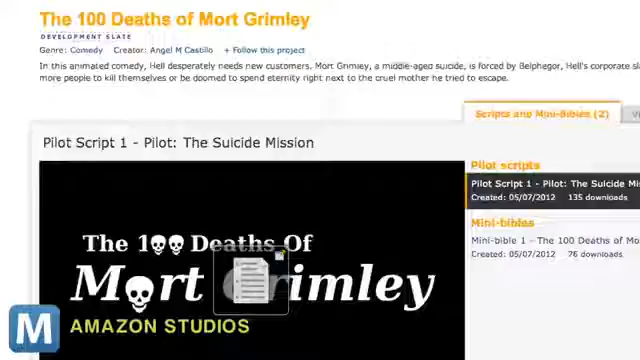 The 100 Deaths of Mort Grimley
DEVELOPMENT SLATE
Genre: Comedy Creator: Angel M Castillo + Follow this project
In this animated comedy, Hell desperately needs new customers. Mort Grimley, a middle-aged suicide, is forced by Belphegor, Hell's corporate
more people to kill themselves or be doomed to spend eternity right next to the cruel mother he tried to escape.
Scripts and Mini-Bibles (2)
Pilot Script 1 - Pilot: The Suicide Mission
Pilot scripts
Pilot Script 1 - Pilot: The Suicide
Created: 05/07/2012 135 downloads
Mini-bibles
Mini-bible 1 - The 100 Deaths of
Created: 05/07/2012 76 downloads
The 100 Deaths Of
Mort Grimley
M AMAZON STUDIOS